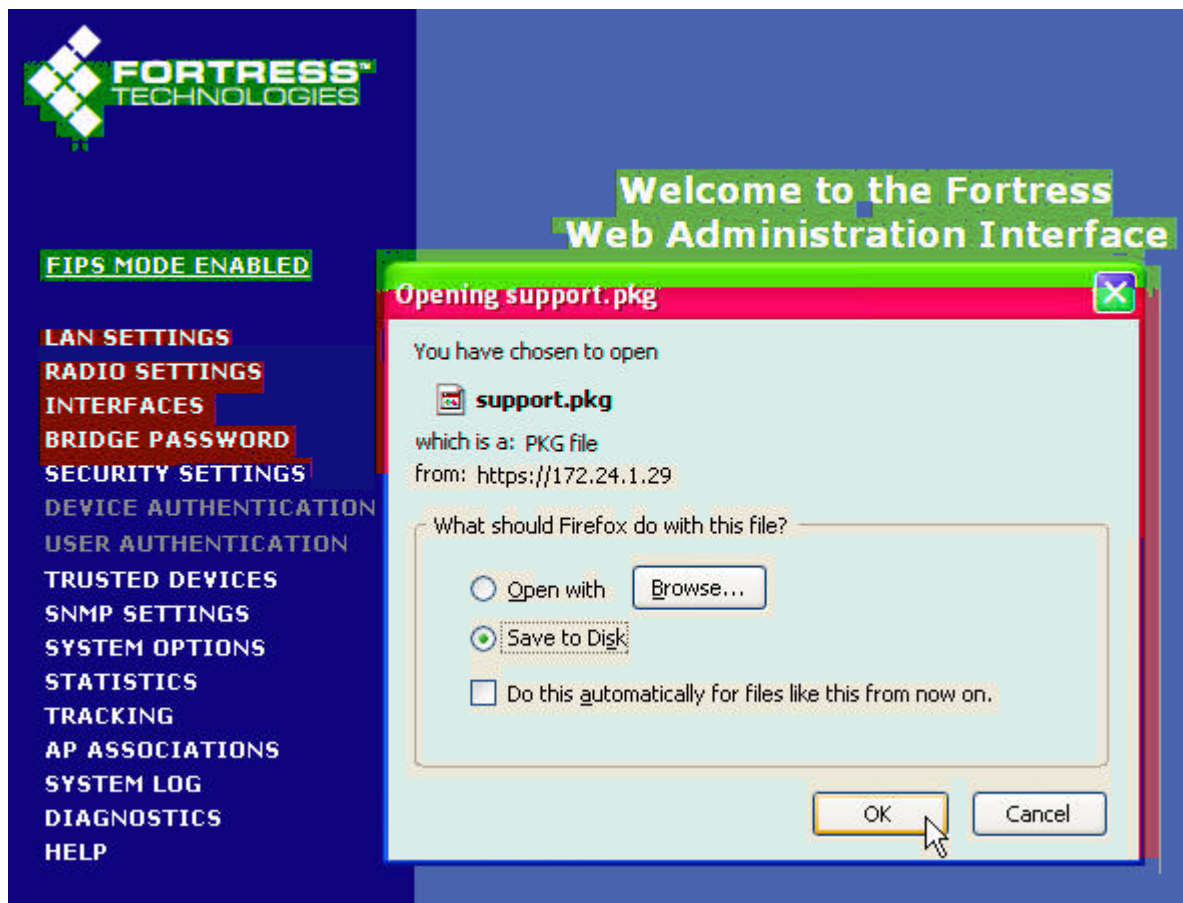 FORTRESS™
TECHNOLOGIES
Welcome to the Fortress
Web Administration Interface
FIPS MODE ENABLED
LAN SETTINGS
RADIO SETTINGS
INTERFACES
BRIDGE PASSWORD
SECURITY SETTINGS
DEVICE AUTHENTICATION
USER AUTHENTICATION
TRUSTED DEVICES
SNMP SETTINGS
SYSTEM OPTIONS
STATISTICS
TRACKING
AP ASSOCIATIONS
SYSTEM LOG
DIAGNOSTICS
HELP
Opening support.pkg
You have chosen to open
support.pkg
which is a: PKG file
from: https://172.24.1.29
What should Firefox do with this file?
Open with Browse...
Save to Disk
Do this automatically for files like this from now on.
OK Cancel